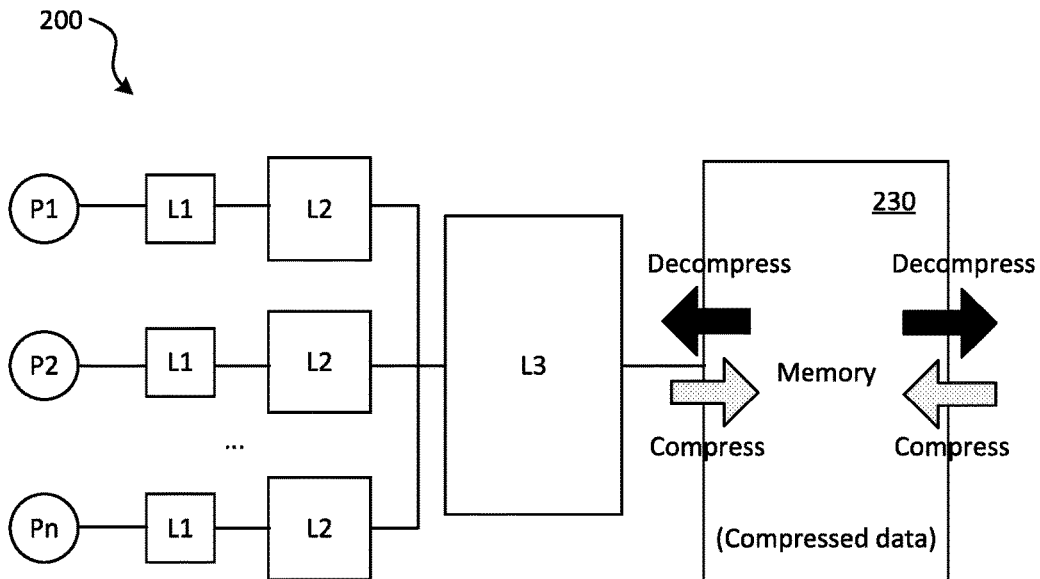 200
230
P1
L1
L2
Decompress
Decompress
P2
L1
L2
L3
Memory
...
Compress
Compress
Pn
L1
L2
(Compressed data)